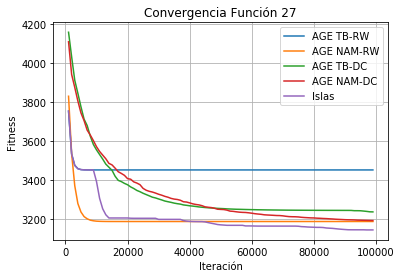 Convergencia Función 27
4200
4000
3800
3600
3400
3200
Fitness
AGE TB-RW
AGE NAM-RW
AGE TB-DC
AGE NAM-DC
Islas
0 20000 40000 60000 80000 100000
Iteración